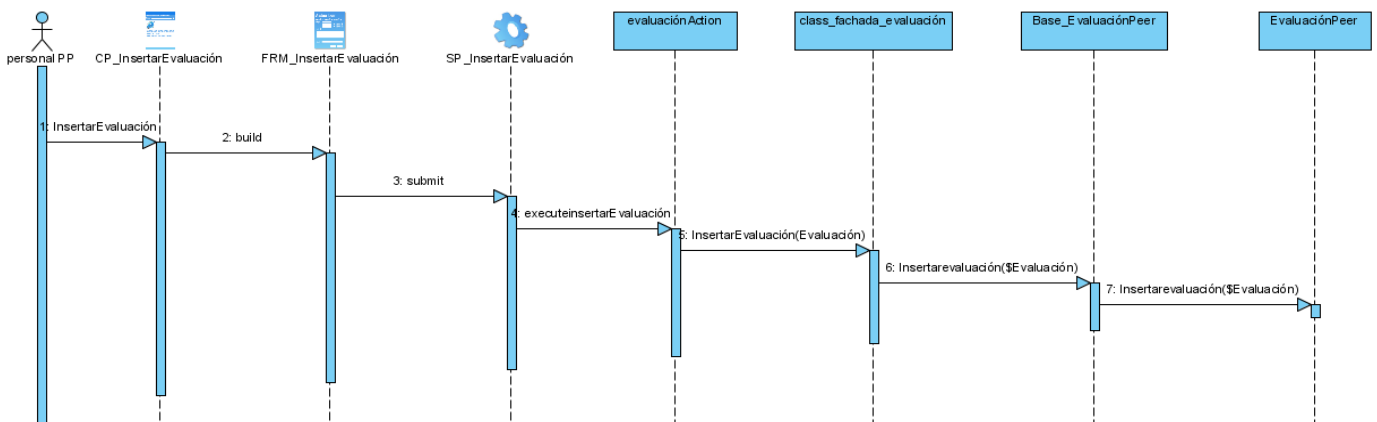 evaluaciónAction
class_fachada_evaluación
Base_EvaluaciónPeer
EvaluaciónPeer
personal PP
CP_InsertarEvaluación
FRM_InsertarEvaluación
SP_InsertarEvaluación
1: InsertarEvaluación
2: build
3: submit
4: executeinsertarEvaluación
5: InsertarEvaluación(Evaluación)
6: Insertarevaluación($Evaluación)
7: Insertarevaluación($Evaluación)